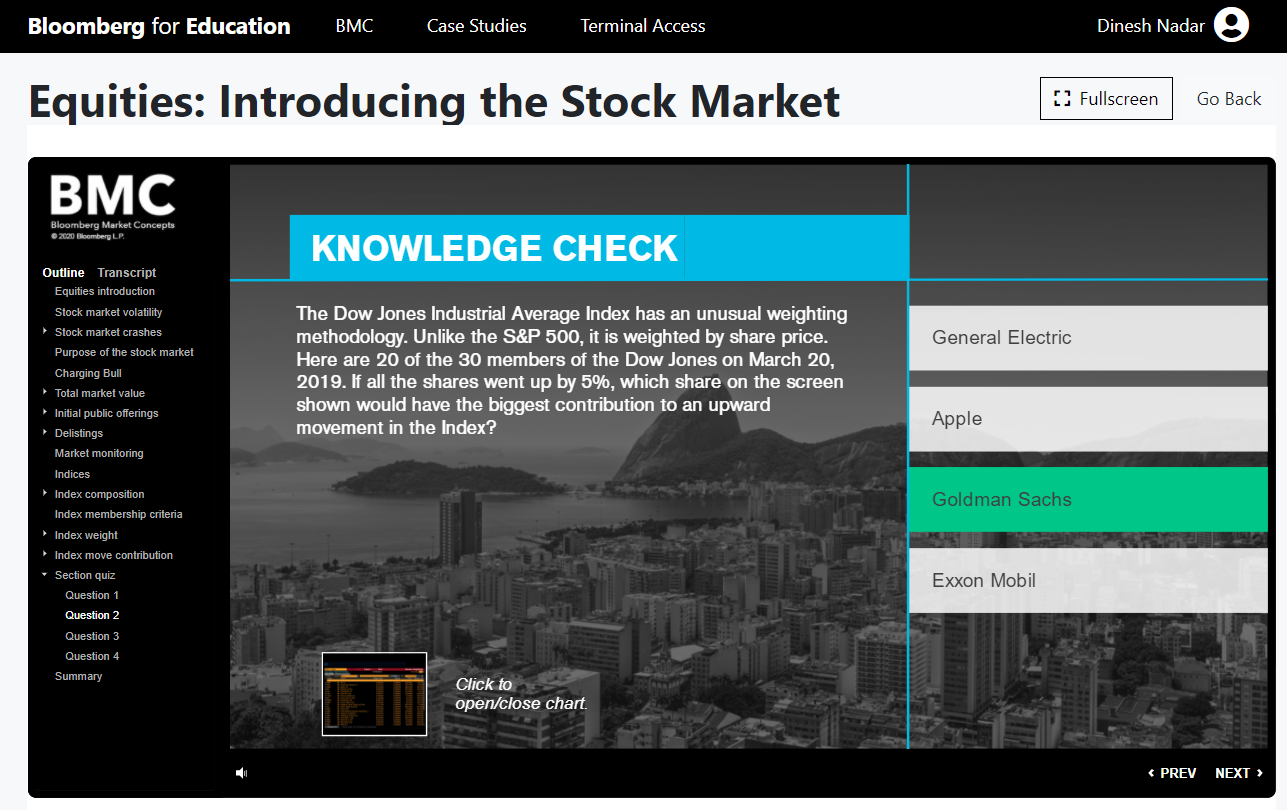 Bloomberg for Education
BMC
Case Studies
Terminal Access
Dinesh Nadar
Equities: Introducing the Stock Market
Fullscreen
Go Back
BMC
Bloomberg Market Concepts
© 2020 Bloomberg L.P.
Outline
Transcript
Equities introduction
Stock market volatility
Stock market crashes
Purpose of the stock market
Charging Bull
Total market value
Initial public offerings
Delistings
Market monitoring
Indices
Index composition
Index membership criteria
Index weight
Index move contribution
Section quiz
Question 1
Question 2
Question 3
Question 4
Summary
KNOWLEDGE CHECK
The Dow Jones Industrial Average Index has an unusual weighting
methodology. Unlike the S&P 500, it is weighted by share price.
Here are 20 of the 30 members of the Dow Jones on March 20,
2019. If all the shares went up by 5%, which share on the screen
shown would have the biggest contribution to an upward
movement in the Index?
General Electric
Apple
Goldman Sachs
Exxon Mobil
Click to
open/close chart.
PREV
NEXT